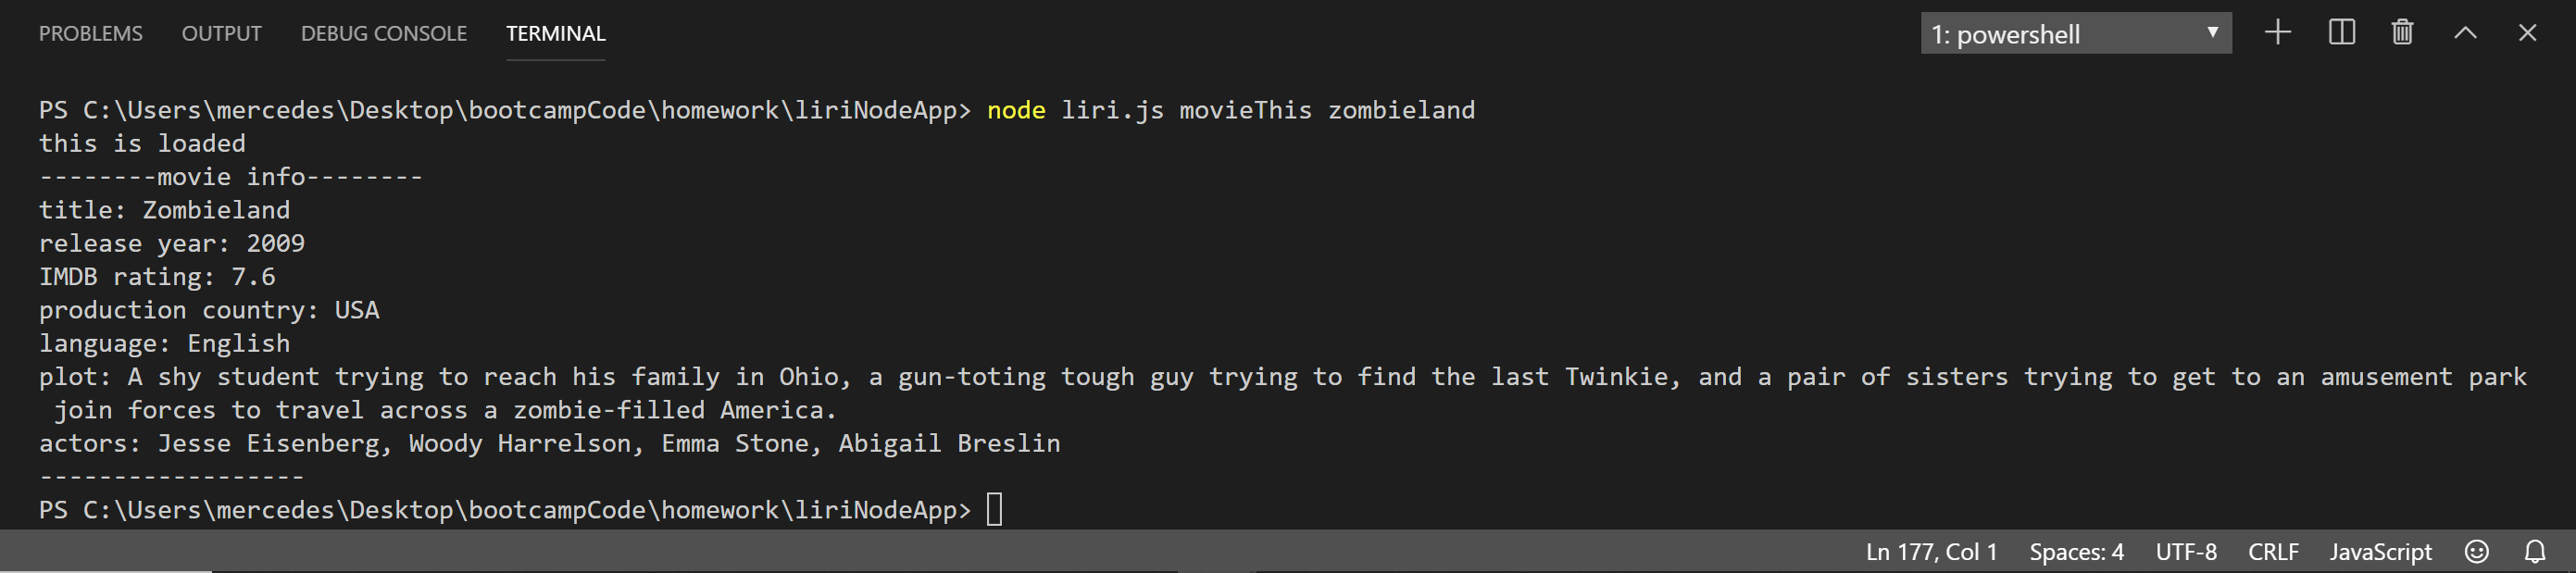 PROBLEMS OUTPUT DEBUG CONSOLE TERMINAL 1: powershell
PS C:\Users\mercedes\Desktop\bootcampCode\homework\liriNodeApp> node liri.js movieThis zombieland
this is loaded
--------movie info--------
title: Zombieland
release year: 2009
IMDB rating: 7.6
production country: USA
language: English
plot: A shy student trying to reach his family in Ohio, a gun-toting tough guy trying to find the last Twinkie, and a pair of sisters trying to get to an amusement park
 join forces to travel across a zombie-filled America.
actors: Jesse Eisenberg, Woody Harrelson, Emma Stone, Abigail Breslin
------------------
PS C:\Users\mercedes\Desktop\bootcampCode\homework\liriNodeApp>
Ln 177, Col 1 Spaces: 4 UTF-8 CRLF JavaScript